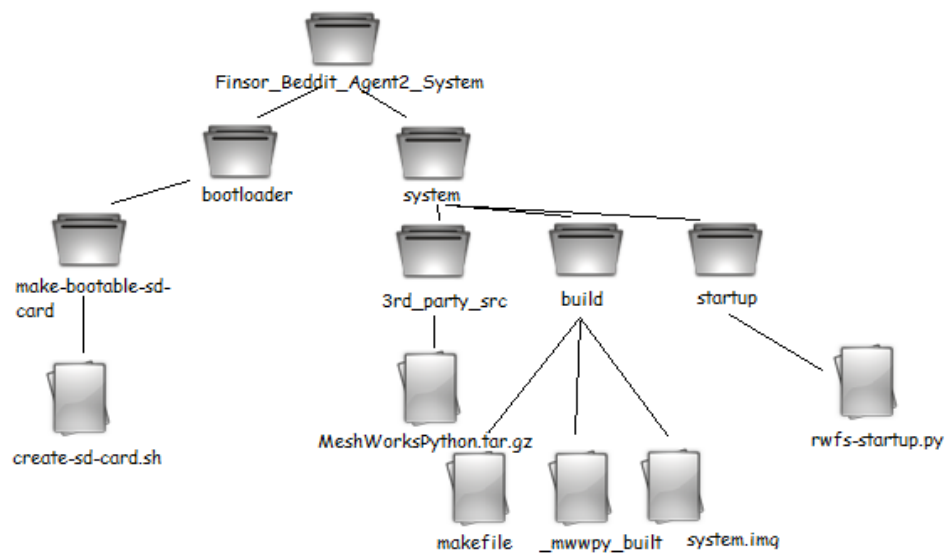 Finsor_Beddit_Agent2_System
bootloader
system
make-bootable-sd-
card
3rd_party_src
build
startup
create-sd-card.sh
MeshWorksPython.tar.gz
rwfs-startup.py
makefile
_mwwpy_built
system.img